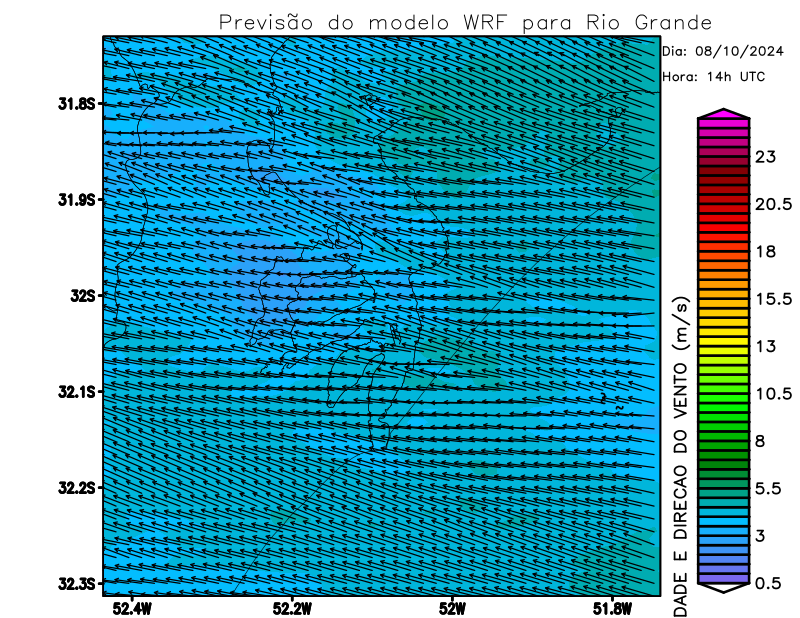 Previsão do modelo WRF para Rio Grande
Dia: 08/10/2024
Hora: 14h UTC
31.8S
31.9S
32S
32.1S
32.2S
32.3S
52.4W
52.2W
52W
51.8W
23
20.5
18
15.5
13
10.5
8
5.5
3
0.5
DADE E DIRECAO DO VENTO (m/s)